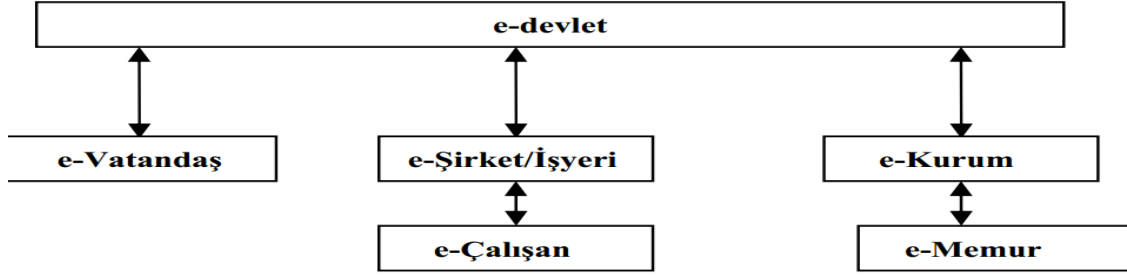 e-devlet
e-Vatandaş
e-Şirket/İşyeri
e-Kurum
e-Çalışan
e-Memur